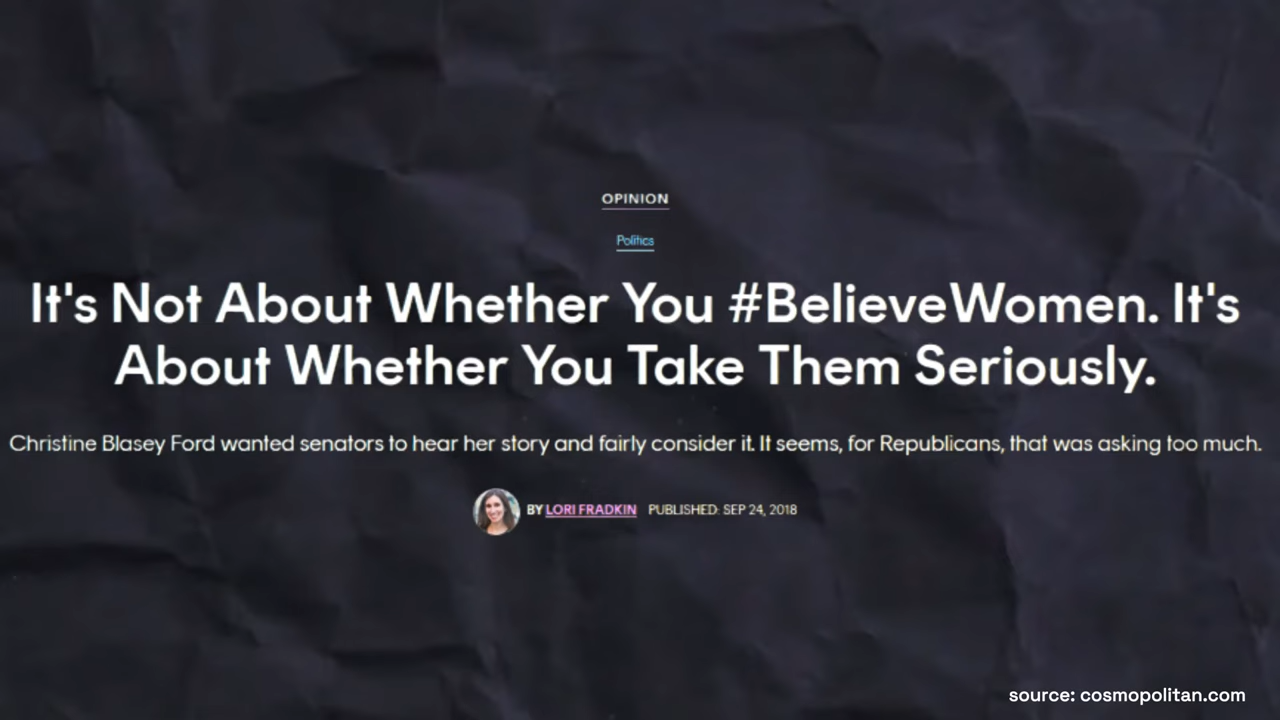 OPINION
Politics
It's Not About Whether You #BelieveWomen. It's
About Whether You Take Them Seriously.
Christine Blasey Ford wanted senators to hear her story and fairly consider it. It seems, for Republicans, that was asking too much.
BY LORI FRADKIN PUBLISHED: SEP 24, 2018
source: cosmopolitan.com